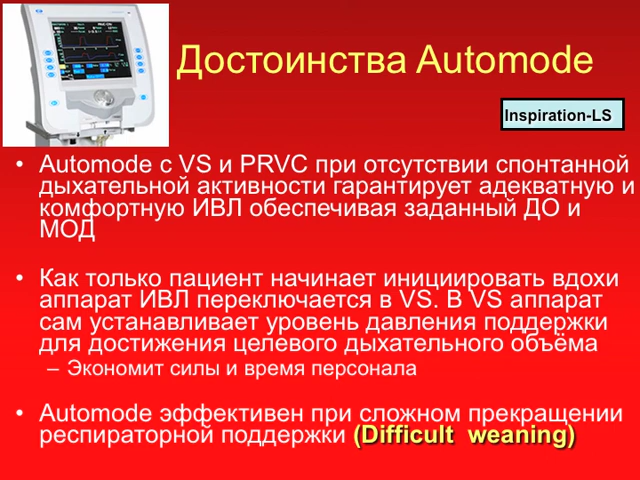 Достоинства Automode
Inspiration-LS
• Automode с VS и PRVC при отсутствии спонтанной
дыхательной активности гарантирует адекватную и
комфортную ИВЛ обеспечивая заданный ДО и
МОД
• Как только пациент начинает инициировать вдохи
аппарат ИВЛ переключается в VS. В VS аппарат
сам устанавливает уровень давления поддержки
для достижения целевого дыхательного объёма
– Экономит силы и время персонала
• Automode эффективен при сложном прекращении
респираторной поддержки (Difficult weaning)